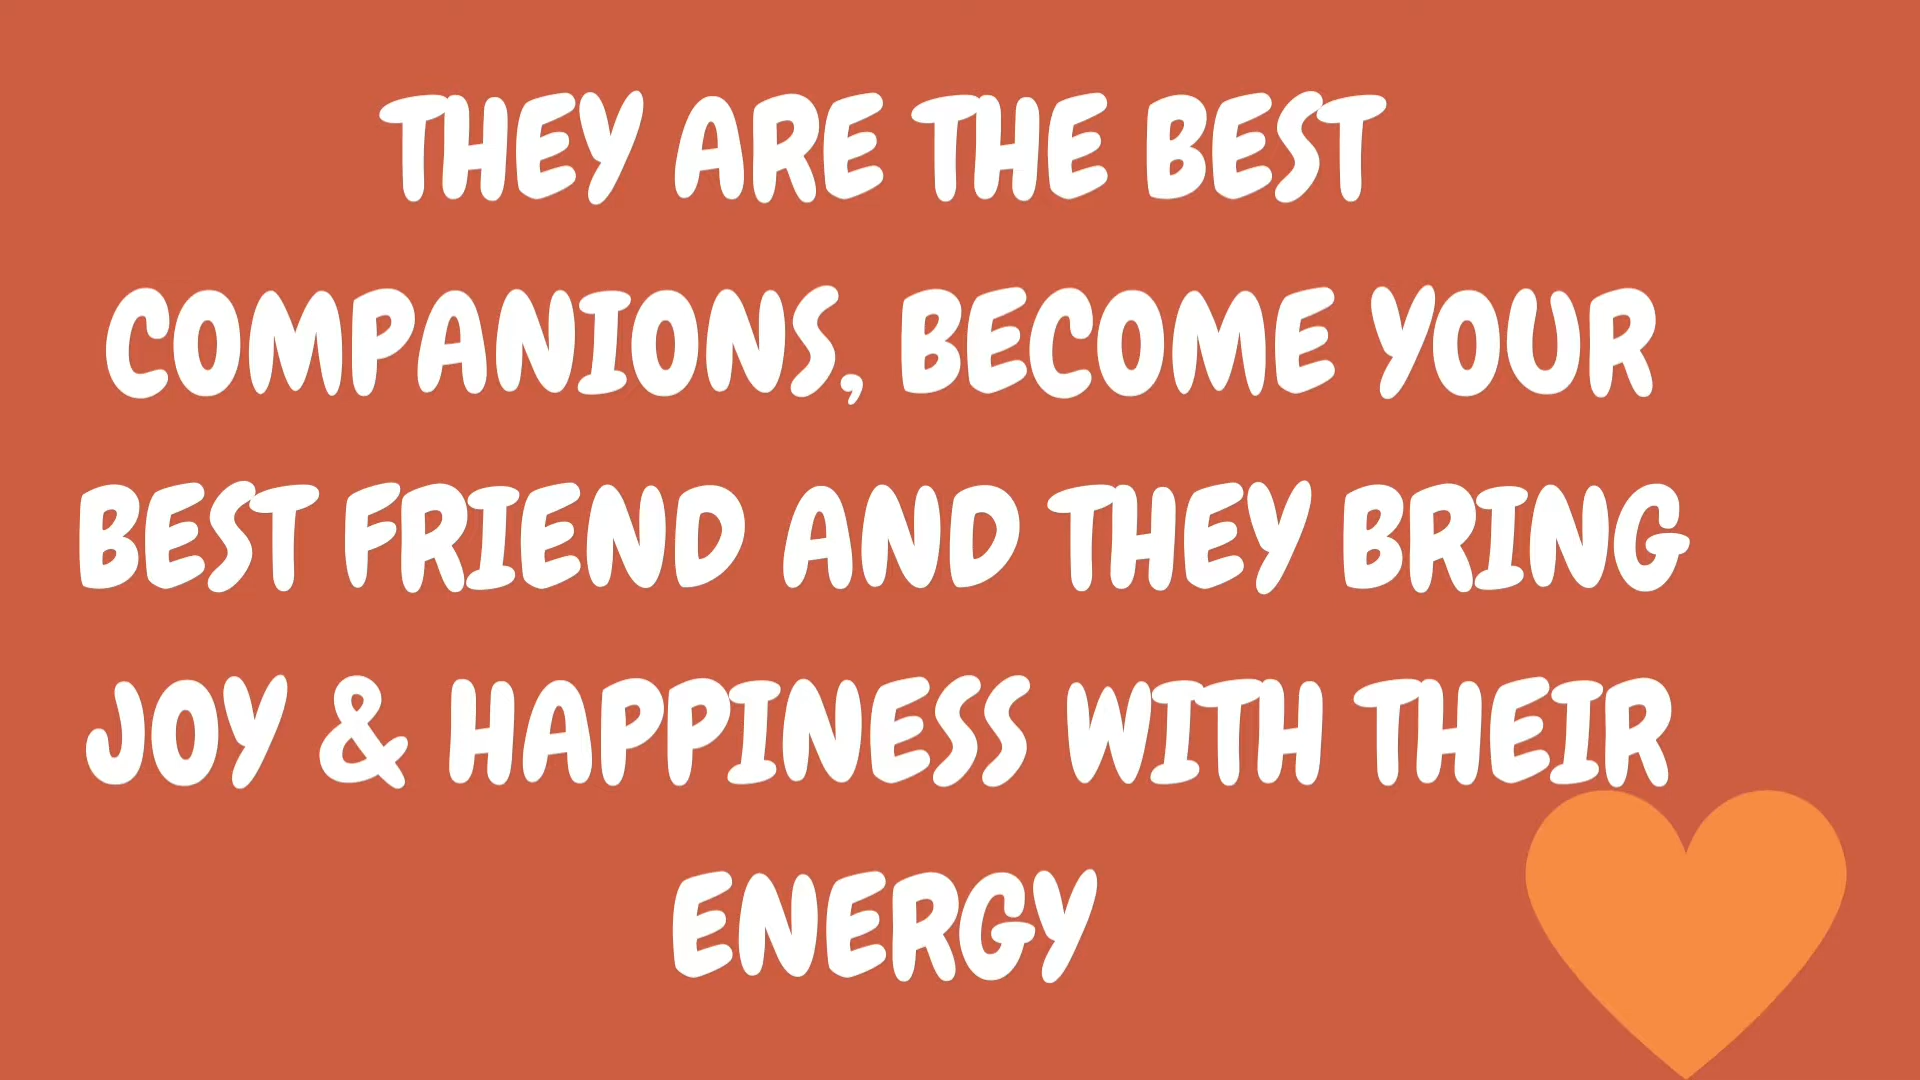 THEY ARE THE BEST
COMPANIONS, BECOME YOUR
BEST FRIEND AND THEY BRING
JOY & HAPPINESS WITH THEIR
ENERGY